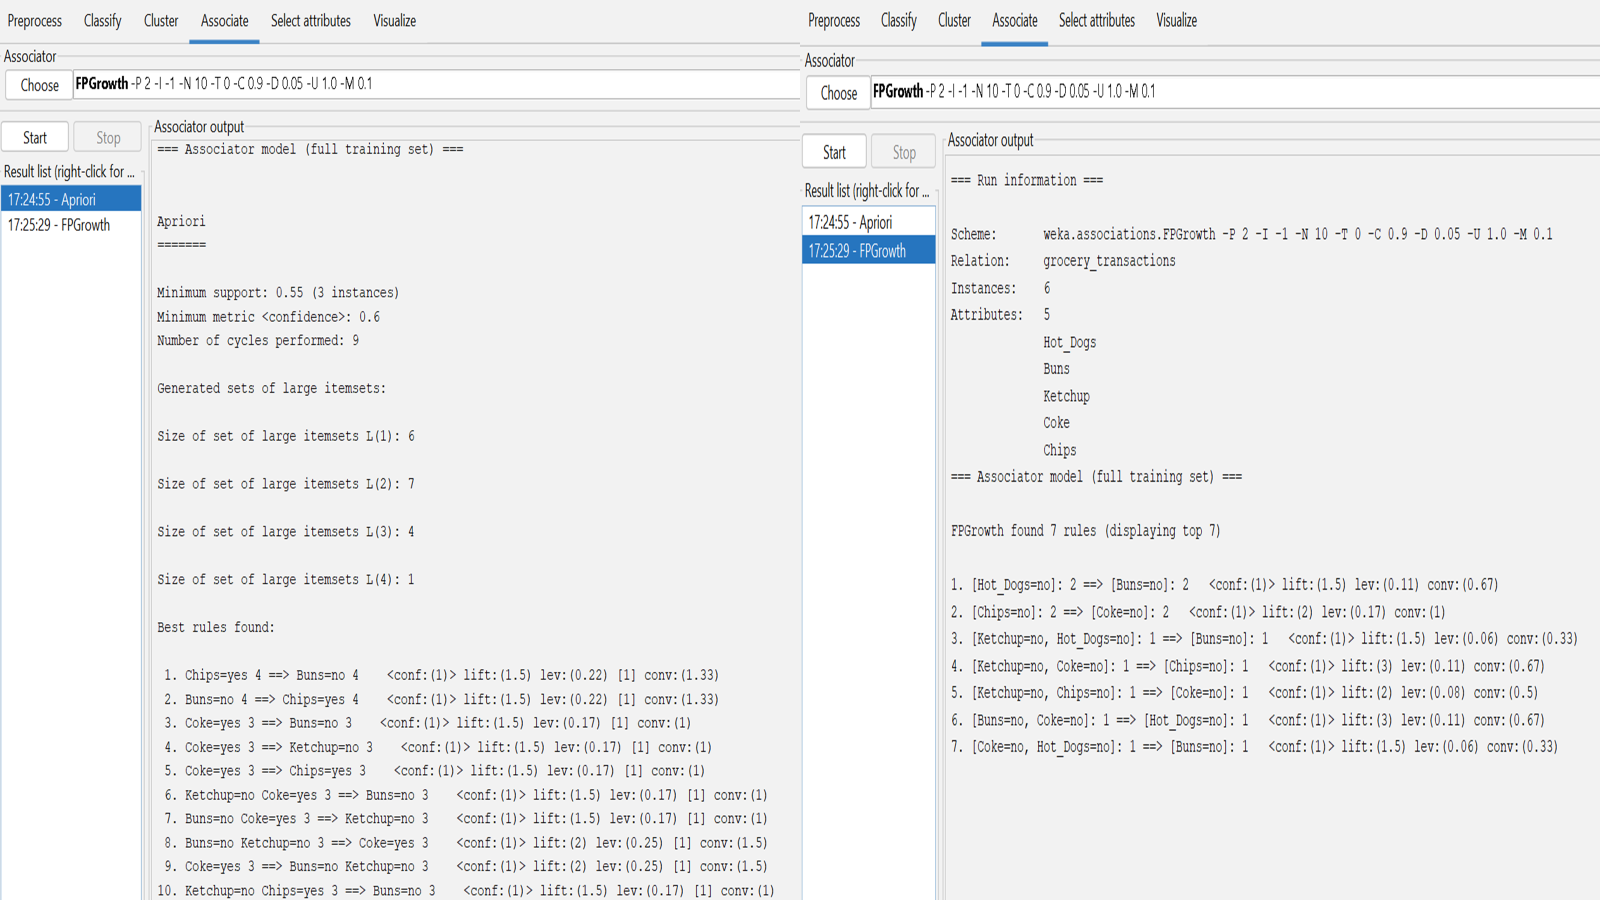 Preprocess Classify Cluster Associate Select attributes Visualize
Associator
Choose FPGrowth -P 2 -I -1 -N 10 -T 0 -C 0.9 -D 0.05 -U 1.0 -M 0.1
Start Stop
Result list (right-click for ...
17:24:55 - Apriori
17:25:29 - FPGrowth
Associator output
=== Associator model (full training set) ===
Apriori
=======
Minimum support: 0.55 (3 instances)
Minimum metric <confidence>: 0.6
Number of cycles performed: 9
Generated sets of large itemsets:
Size of set of large itemsets L(1): 6
Size of set of large itemsets L(2): 7
Size of set of large itemsets L(3): 4
Size of set of large itemsets L(4): 1
Best rules found:
1. Chips=yes 4 ==> Buns=no 4 <conf:(1)> lift:(1.5) lev:(0.22) [1] conv:(1.33)
2. Buns=no 4 ==> Chips=yes 4 <conf:(1)> lift:(1.5) lev:(0.22) [1] conv:(1.33)
3. Coke=yes 3 ==> Buns=no 3 <conf:(1)> lift:(1.5) lev:(0.17) [1] conv:(1)
4. Coke=yes 3 ==> Ketchup=no 3 <conf:(1)> lift:(1.5) lev:(0.17) [1] conv:(1)
5. Coke=yes 3 ==> Chips=yes 3 <conf:(1)> lift:(1.5) lev:(0.17) [1] conv:(1)
6. Ketchup=no Coke=yes 3 ==> Buns=no 3 <conf:(1)> lift:(1.5) lev:(0.17) [1] conv:(1)
7. Buns=no Coke=yes 3 ==> Ketchup=no 3 <conf:(1)> lift:(1.5) lev:(0.17) [1] conv:(1)
8. Buns=no Ketchup=no 3 ==> Coke=yes 3 <conf:(1)> lift:(2) lev:(0.25) [1] conv:(1.5)
9. Coke=yes 3 ==> Buns=no Ketchup=no 3 <conf:(1)> lift:(2) lev:(0.25) [1] conv:(1.5)
10. Ketchup=no Chips=yes 3 ==> Buns=no 3 <conf:(1)> lift:(1.5) lev:(0.17) [1] conv:(1)
Preprocess Classify Cluster Associate Select attributes Visualize
Associator
Choose FPGrowth -P 2 -I -1 -N 10 -T 0 -C 0.9 -D 0.05 -U 1.0 -M 0.1
Start Stop
Result list (right-click for ...
17:24:55 - Apriori
17:25:29 - FPGrowth
Associator output
=== Run information ===
Scheme: weka.associations.FPGrowth -P 2 -I -1 -N 10 -T 0 -C 0.9 -D 0.05 -U 1.0 -M 0.1
Relation: grocery_transactions
Instances: 6
Attributes: 5
Hot_Dogs
Buns
Ketchup
Coke
Chips
=== Associator model (full training set) ===
FPGrowth found 7 rules (displaying top 7)
1. [Hot_Dogs=no]: 2 ==> [Buns=no]: 2 <conf:(1)> lift:(1.5) lev:(0.11) conv:(0.67)
2. [Chips=no]: 2 ==> [Coke=no]: 2 <conf:(1)> lift:(2) lev:(0.17) conv:(1)
3. [Ketchup=no, Hot_Dogs=no]: 1 ==> [Buns=no]: 1 <conf:(1)> lift:(1.5) lev:(0.06) conv:(0.33)
4. [Ketchup=no, Coke=no]: 1 ==> [Chips=no]: 1 <conf:(1)> lift:(3) lev:(0.11) conv:(0.67)
5. [Ketchup=no, Chips=no]: 1 ==> [Coke=no]: 1 <conf:(1)> lift:(2) lev:(0.08) conv:(0.5)
6. [Buns=no, Coke=no]: 1 ==> [Hot_Dogs=no]: 1 <conf:(1)> lift:(3) lev:(0.11) conv:(0.67)
7. [Coke=no, Hot_Dogs=no]: 1 ==> [Buns=no]: 1 <conf:(1)> lift:(1.5) lev:(0.06) conv:(0.33)